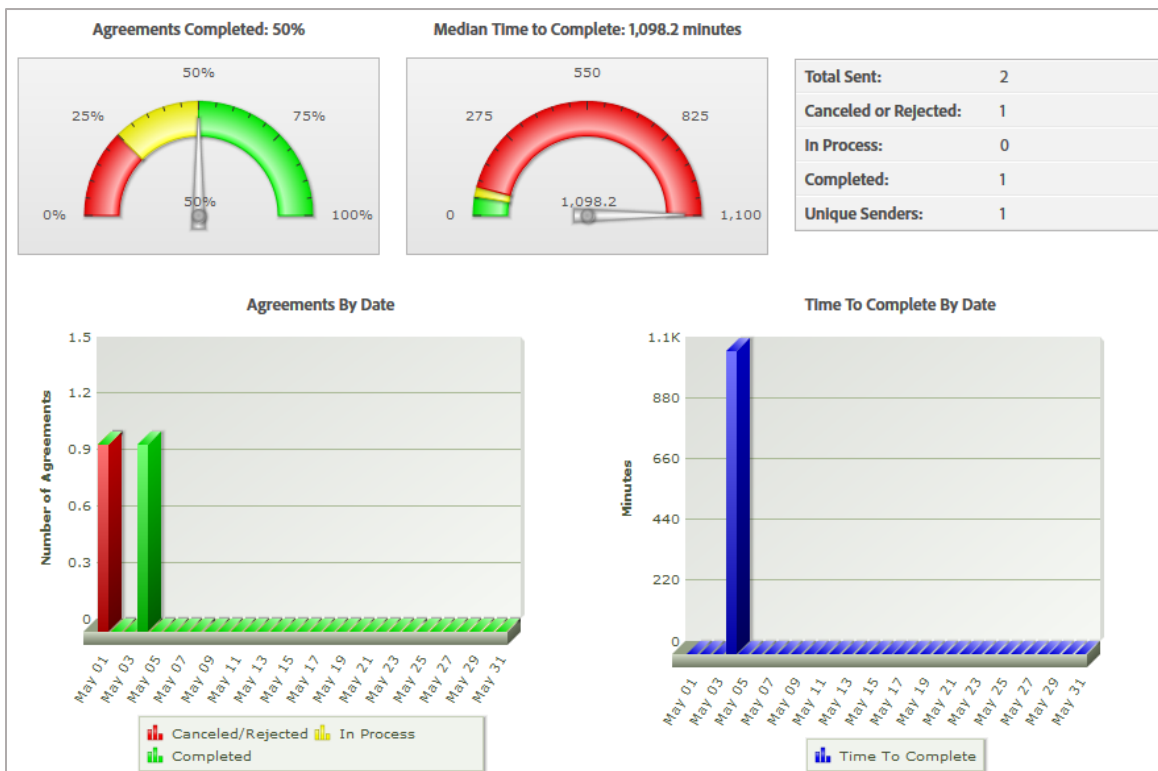 Agreements Completed: 50%
Median Time to Complete: 1,098.2 minutes
50%
25%
75%
50%
0%
100%
550
275
825
1,098.2
0
1,100
Total Sent: 2
Canceled or Rejected: 1
In Process: 0
Completed: 1
Unique Senders: 1
Agreements By Date
1.5
1.2
0.9
0.6
0.3
0
Number of Agreements
May 01
May 03
May 05
May 07
May 09
May 11
May 13
May 15
May 17
May 19
May 21
May 23
May 25
May 27
May 29
May 31
Canceled/Rejected In Process
Completed
Time To Complete By Date
1.1K
880
660
440
220
0
Minutes
May 01
May 03
May 05
May 07
May 09
May 11
May 13
May 15
May 17
May 19
May 21
May 23
May 25
May 27
May 29
May 31
Time To Complete